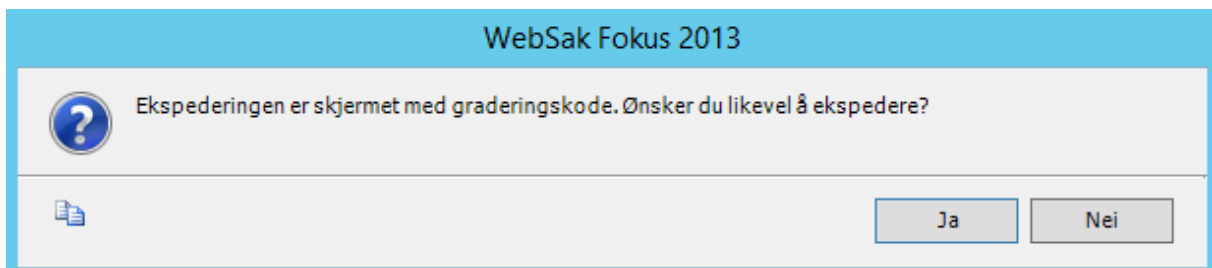 WebSak Fokus 2013
Ekspederingen er skjermet med graderingskode. Ønsker du likevel å ekspedere?
Ja Nei